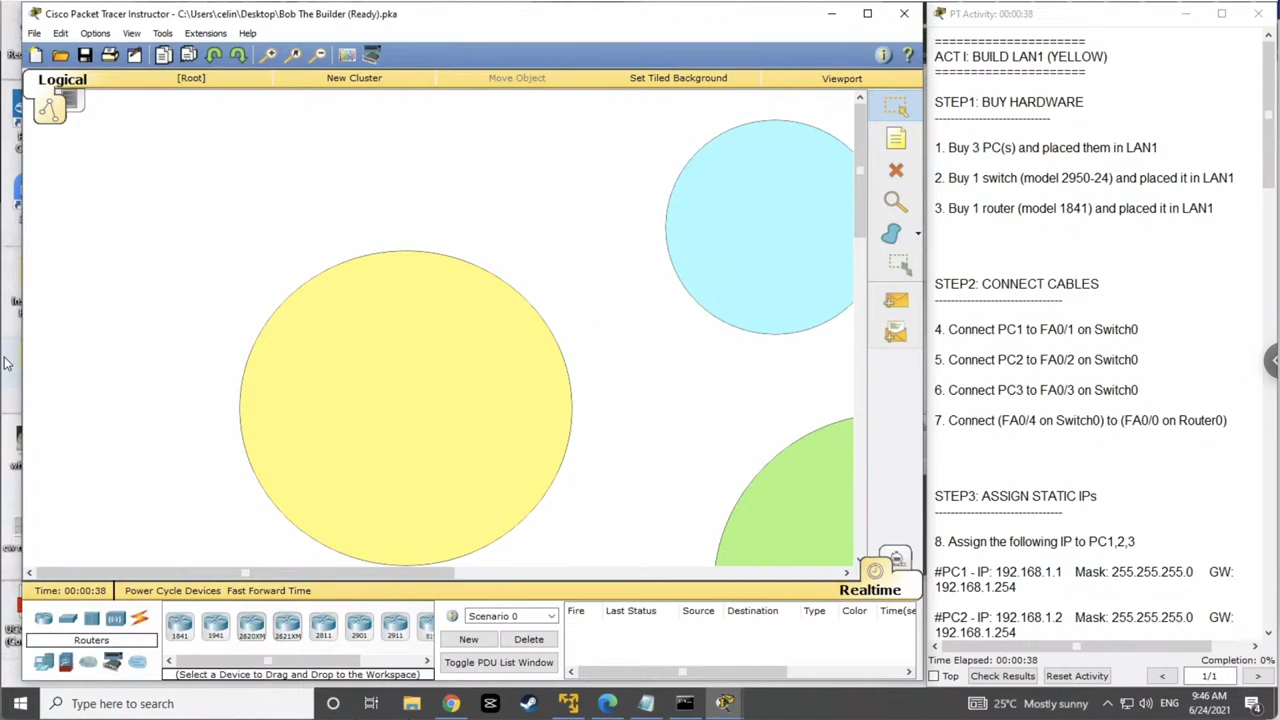 Cisco Packet Tracer Instructor - C:\Users\celin\Desktop\Bob The Builder (Ready).pka
File Edit Options View Tools Extensions Help
Logical [Root] New Cluster Move Object Set Tiled Background Viewport
Time: 00:00:38 Power Cycle Devices Fast Forward Time
Realtime
Routers
1841 1941 2620XM 2621XM 2811 2901 2911
(Select a Device to Drag and Drop to the Workspace)
Scenario 0
New Delete
Toggle PDU List Window
Fire Last Status Source Destination Type Color Time(se
PT Activity: 00:00:38
=====================
ACT I: BUILD LAN1 (YELLOW)
=====================
STEP1: BUY HARDWARE
-----------------------------
1. Buy 3 PC(s) and placed them in LAN1
2. Buy 1 switch (model 2950-24) and placed it in LAN1
3. Buy 1 router (model 1841) and placed it in LAN1
STEP2: CONNECT CABLES
--------------------------------
4. Connect PC1 to FA0/1 on Switch0
5. Connect PC2 to FA0/2 on Switch0
6. Connect PC3 to FA0/3 on Switch0
7. Connect (FA0/4 on Switch0) to (FA0/0 on Router0)
STEP3: ASSIGN STATIC IPs
--------------------------------
8. Assign the following IP to PC1,2,3
#PC1 - IP: 192.168.1.1 Mask: 255.255.255.0 GW:
192.168.1.254
#PC2 - IP: 192.168.1.2 Mask: 255.255.255.0 GW:
192.168.1.254
Time Elapsed: 00:00:38 Completion: 0%
Top Check Results Reset Activity < 1/1 >
Type here to search
25°C Mostly sunny ENG
9:46 AM
6/24/2021
4